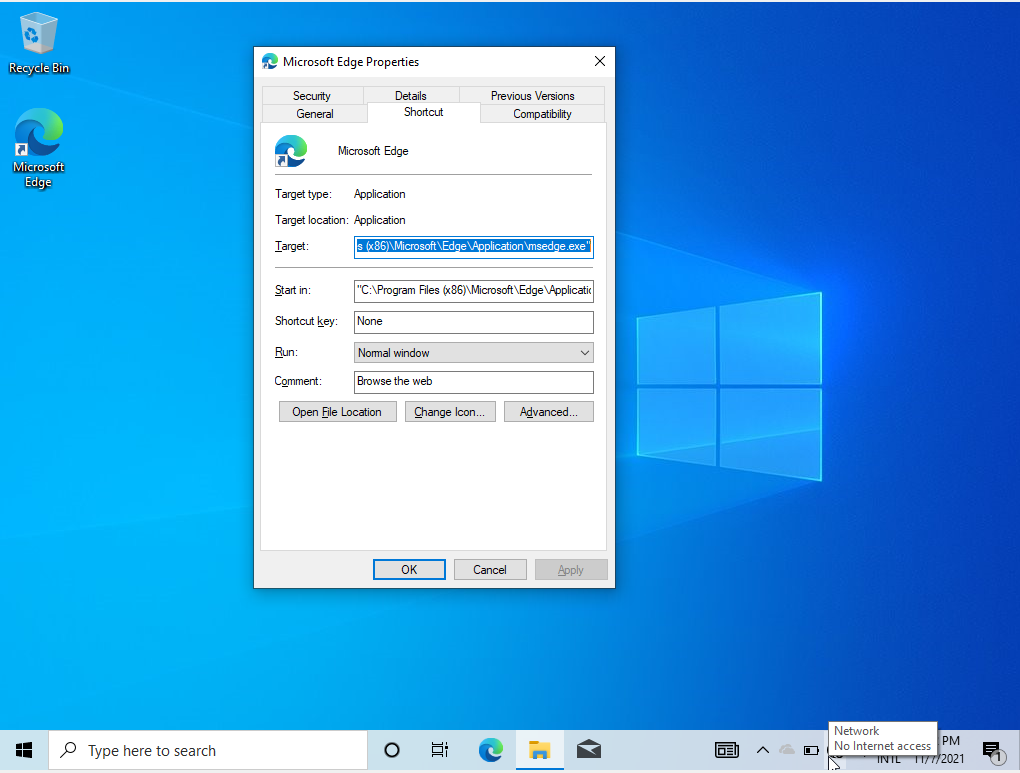 Recycle Bin
Microsoft
Edge
Microsoft Edge Properties
Security
Details
Previous Versions
General
Shortcut
Compatibility
Microsoft Edge
Target type: Application
Target location: Application
Target: s (x86)\Microsoft\Edge\Application\msedge.exe"
Start in: "C:\Program Files (x86)\Microsoft\Edge\Applicatic
Shortcut key: None
Run: Normal window
Comment: Browse the web
Open File Location
Change Icon...
Advanced...
OK
Cancel
Apply
Type here to search
Network
No Internet access
PM
INTL
11/7/2021
1